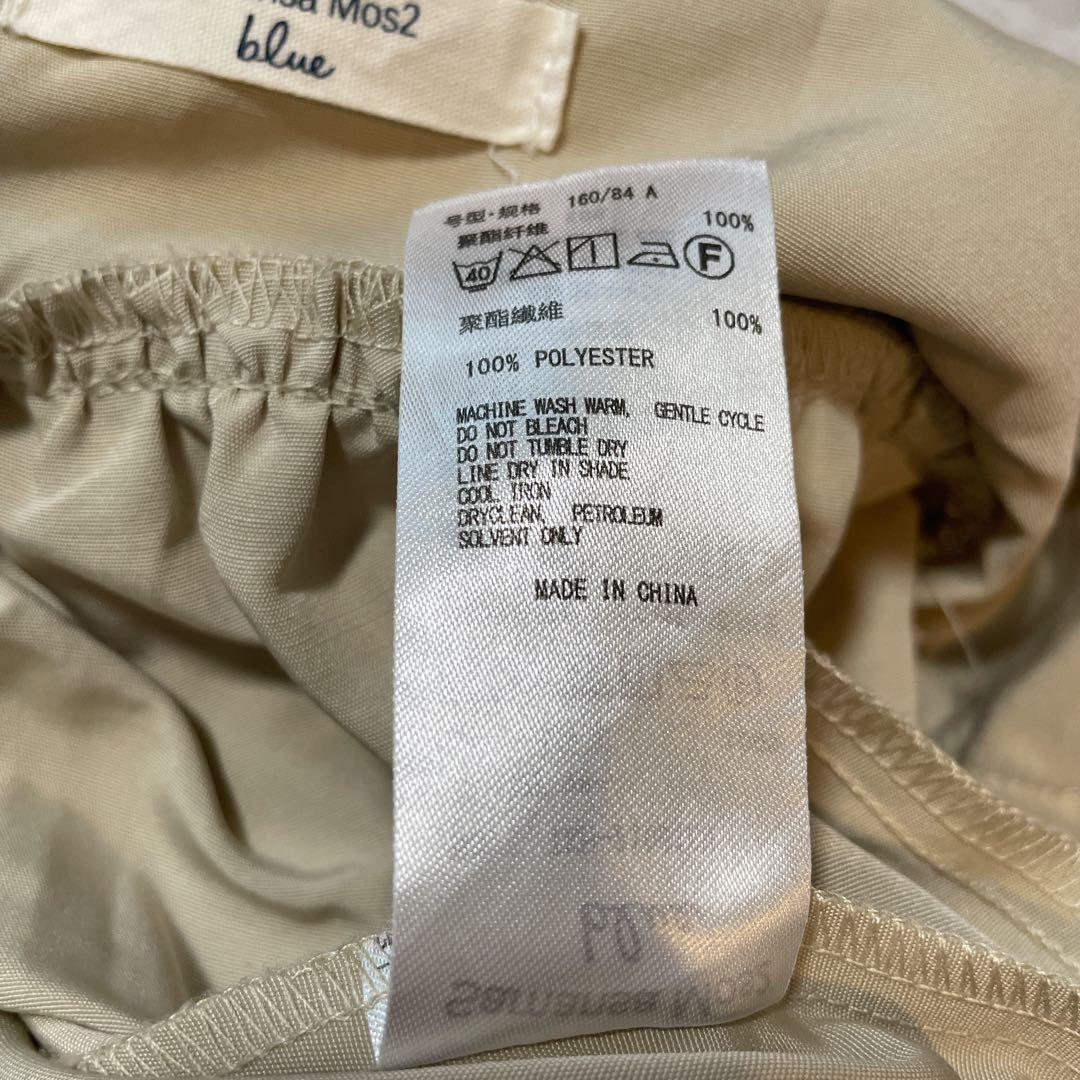 Mos2
blue
号型·规格 160/84 A
聚酯纤维 100%
40 F
聚酯纖維 100%
100% POLYESTER
MACHINE WASH WARM, GENTLE CYCLE
DO NOT BLEACH
DO NOT TUMBLE DRY
LINE DRY IN SHADE
COOL IRON
DRYCLEAN, PETROLEUM
SOLVENT ONLY
MADE IN CHINA